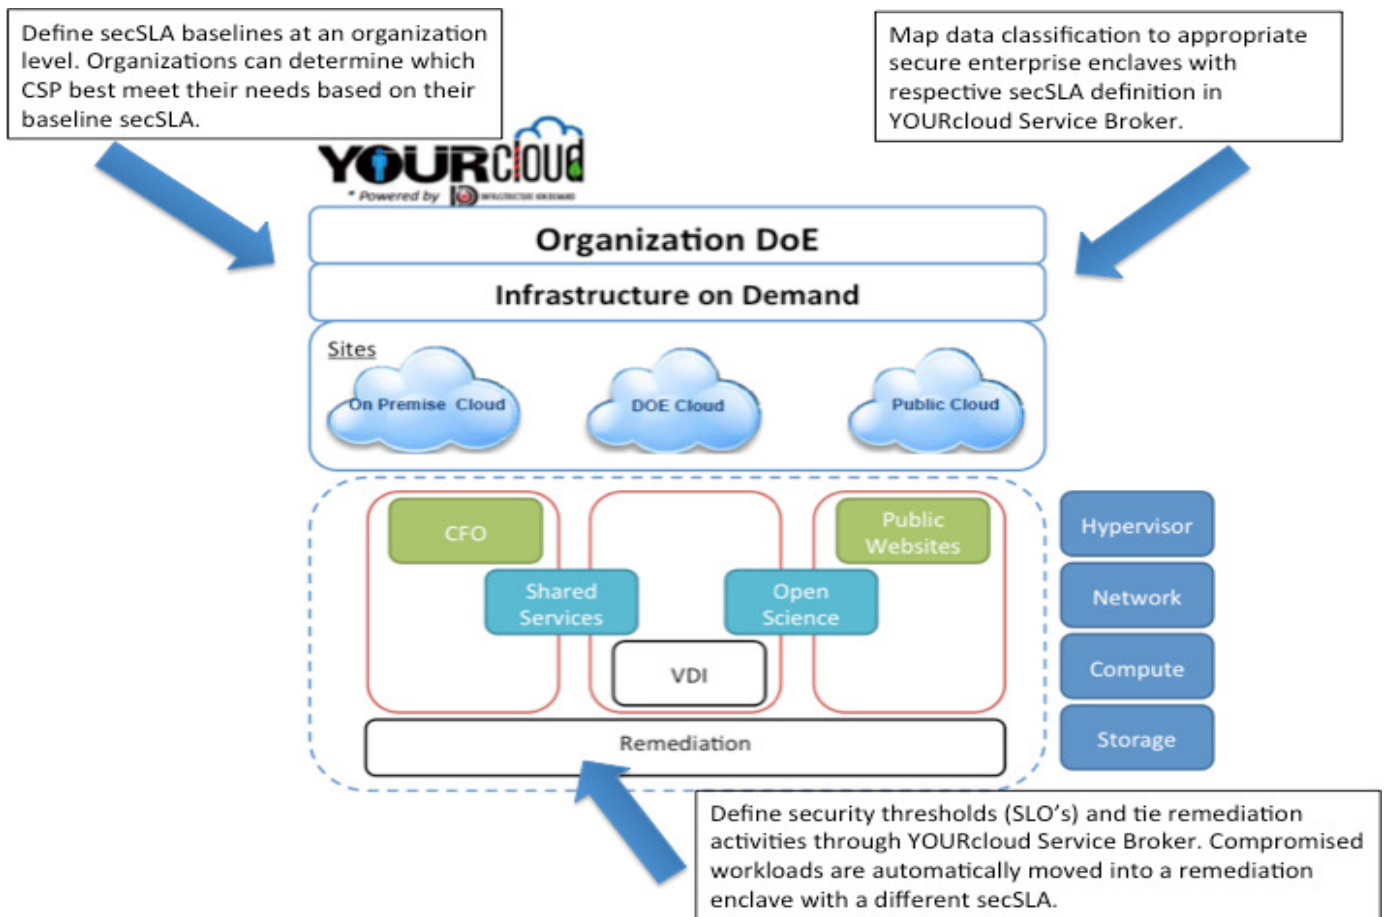 Define secSLA baselines at an organization
level. Organizations can determine which
CSP best meet their needs based on their
baseline secSLA.
Map data classification to appropriate
secure enterprise enclaves with
respective secSLA definition in
YOURcloud Service Broker.
YOURcloud
* Powered by IOD INFRASTRUCTURE ON DEMAND
Organization DoE
Infrastructure on Demand
Sites
On Premise Cloud
DOE Cloud
Public Cloud
CFO
Public
Websites
Hypervisor
Shared
Services
Open
Science
Network
VDI
Compute
Remediation
Storage
Define security thresholds (SLO's) and tie remediation
activities through YOURcloud Service Broker. Compromised
workloads are automatically moved into a remediation
enclave with a different secSLA.